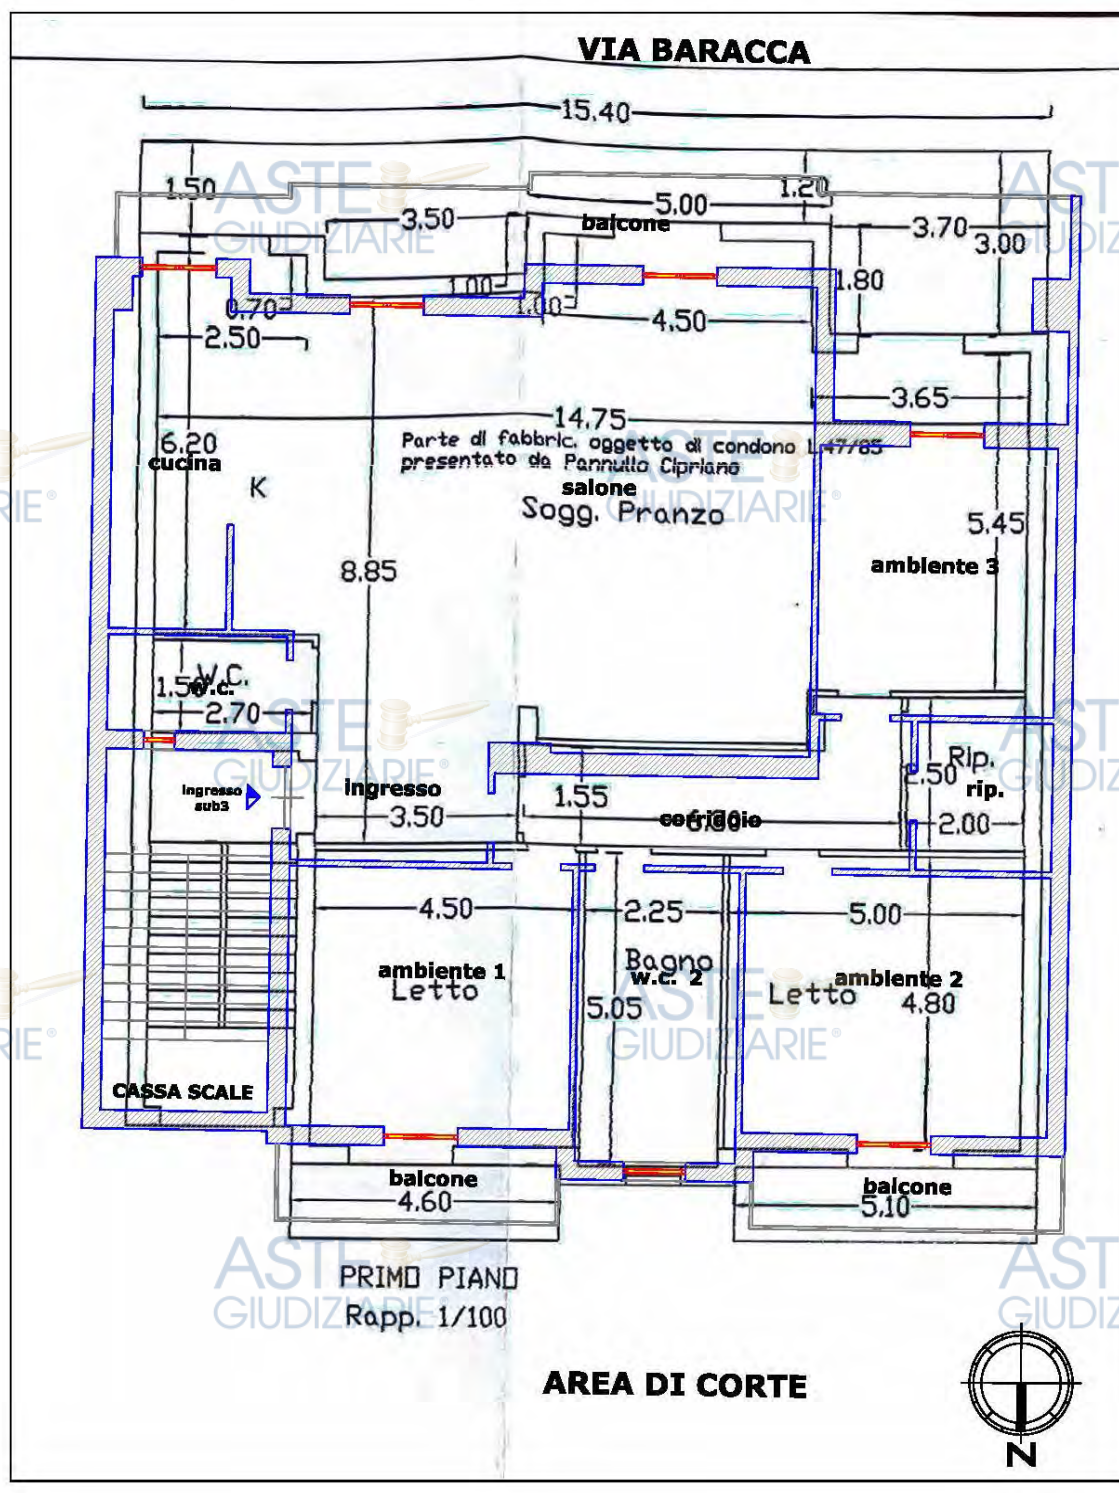 VIA BARACCA
15.40
1.50
1.20
5.00
3.50
balcone
3.70
3.00
1.80
1.00
1.00
0.70
4.50
2.50
3.65
14.75
Parte di fabbric. oggetto di condono L.47/85
presentato da Pannullo Cipriano
6.20
cucina
K
salone
Sogg. Pranzo
5.45
ambiente 3
8.85
W.C.
1.50
w.c.
2.70
Rip.
2.50
rip.
ingresso
sub3
ingresso
1.55
3.50
corridoio
2.00
4.50
2.25
5.00
Bagno
ambiente 1
w.c. 2
ambiente 2
Letto
Letto
5.05
4.80
CASSA SCALE
balcone
4.60
balcone
5.10
PRIMO PIANO
Rapp. 1/100
AREA DI CORTE
N
ASTE
GIUDIZIARIE®